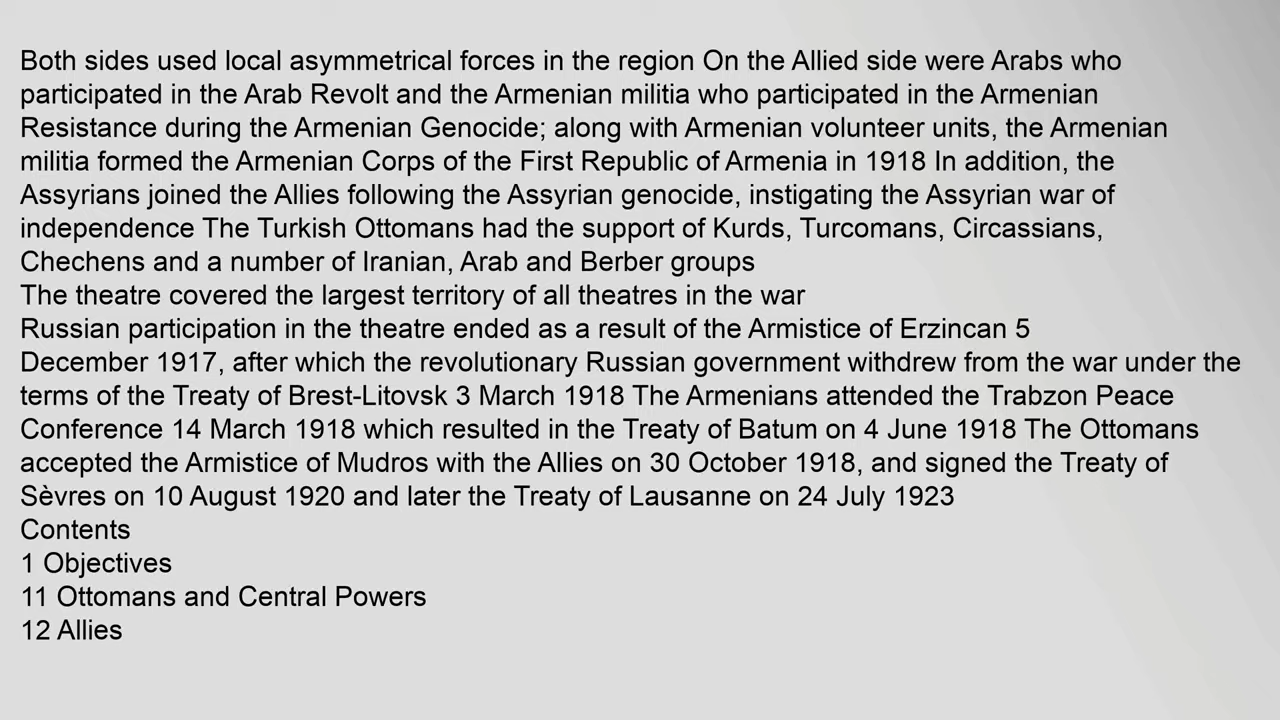 Both sides used local asymmetrical forces in the region On the Allied side were Arabs who
participated in the Arab Revolt and the Armenian militia who participated in the Armenian
Resistance during the Armenian Genocide; along with Armenian volunteer units, the Armenian
militia formed the Armenian Corps of the First Republic of Armenia in 1918 In addition, the
Assyrians joined the Allies following the Assyrian genocide, instigating the Assyrian war of
independence The Turkish Ottomans had the support of Kurds, Turcomans, Circassians,
Chechens and a number of Iranian, Arab and Berber groups
The theatre covered the largest territory of all theatres in the war
Russian participation in the theatre ended as a result of the Armistice of Erzincan 5
December 1917, after which the revolutionary Russian government withdrew from the war under the
terms of the Treaty of Brest-Litovsk 3 March 1918 The Armenians attended the Trabzon Peace
Conference 14 March 1918 which resulted in the Treaty of Batum on 4 June 1918 The Ottomans
accepted the Armistice of Mudros with the Allies on 30 October 1918, and signed the Treaty of
Sèvres on 10 August 1920 and later the Treaty of Lausanne on 24 July 1923
Contents
1 Objectives
11 Ottomans and Central Powers
12 Allies